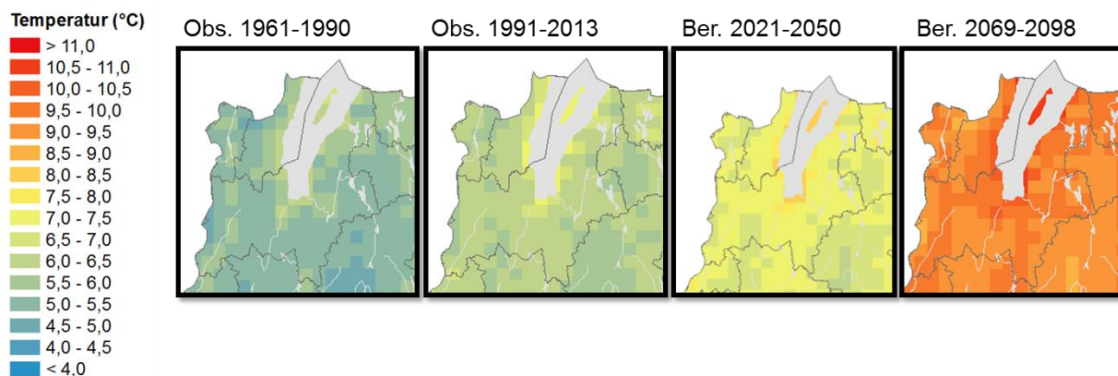 Temperatur (°C)
> 11,0
10,5 - 11,0
10,0 - 10,5
9,5 - 10,0
9,0 - 9,5
8,5 - 9,0
8,0 - 8,5
7,5 - 8,0
7,0 - 7,5
6,5 - 7,0
6,0 - 6,5
5,5 - 6,0
5,0 - 5,5
4,5 - 5,0
4,0 - 4,5
< 4,0
Obs. 1961-1990
Obs. 1991-2013
Ber. 2021-2050
Ber. 2069-2098